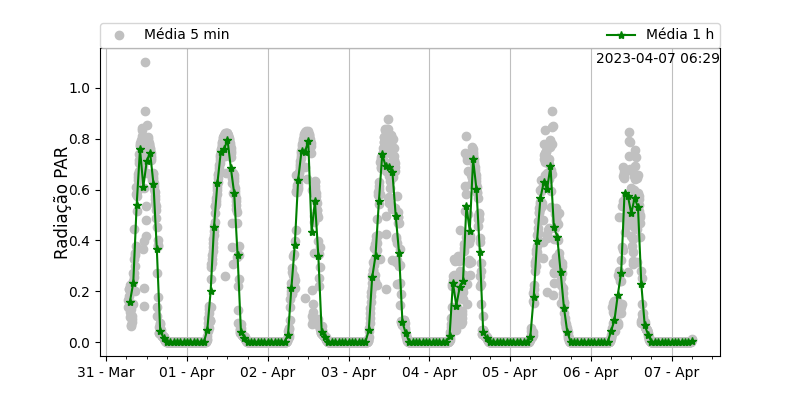 Média 5 min
Média 1 h
2023-04-07 06:29
Radiação PAR
1.0
0.8
0.6
0.4
0.2
0.0
31 - Mar
01 - Apr
02 - Apr
03 - Apr
04 - Apr
05 - Apr
06 - Apr
07 - Apr